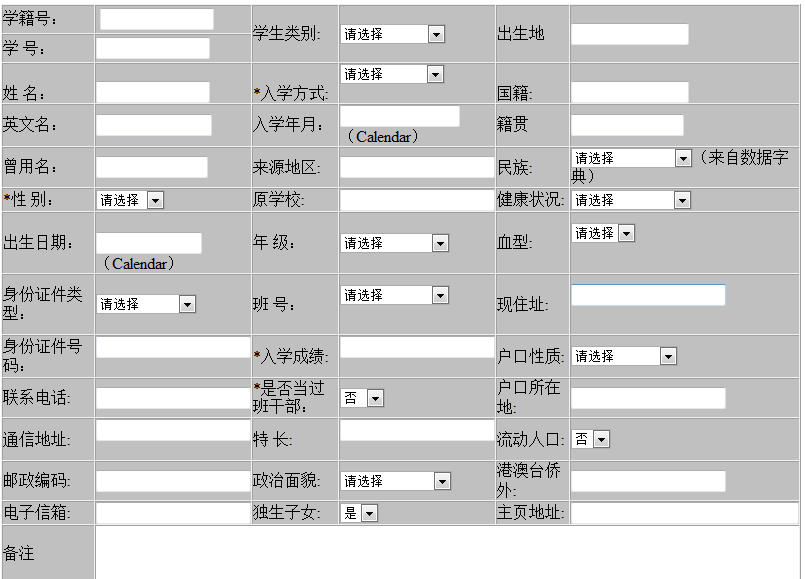 学籍号：
学生类别: 请选择 出生地
学 号：
请选择
姓 名： *入学方式: 国籍:
英文名： 入学年月： 籍贯
（Calendar）
曾用名： 来源地区: 民族: 请选择 （来自数据字
典）
*性 别： 请选择 原学校: 健康状况: 请选择
出生日期： 年 级： 请选择 血型: 请选择
（Calendar）
身份证件类
型： 请选择 班 号： 请选择 现住址:
身份证件号
码： *入学成绩: 户口性质: 请选择
联系电话: *是否当过
班干部： 否 户口所在
地:
通信地址: 特 长: 流动人口: 否
邮政编码: 政治面貌: 请选择 港澳台侨
外:
电子信箱: 独生子女: 是 主页地址:
备注